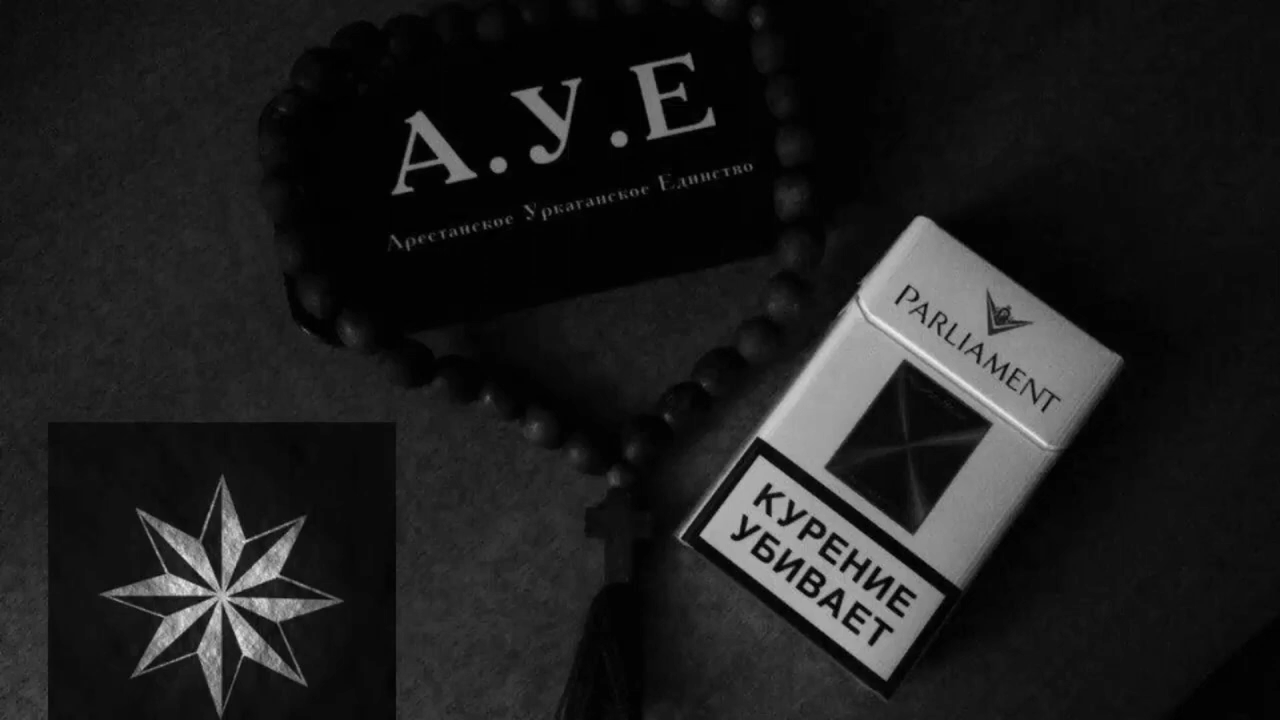 А.У.Е
Арестанское Уркаганское Единство
PARLIAMENT
КУРЕНИЕ
УБИВАЕТ